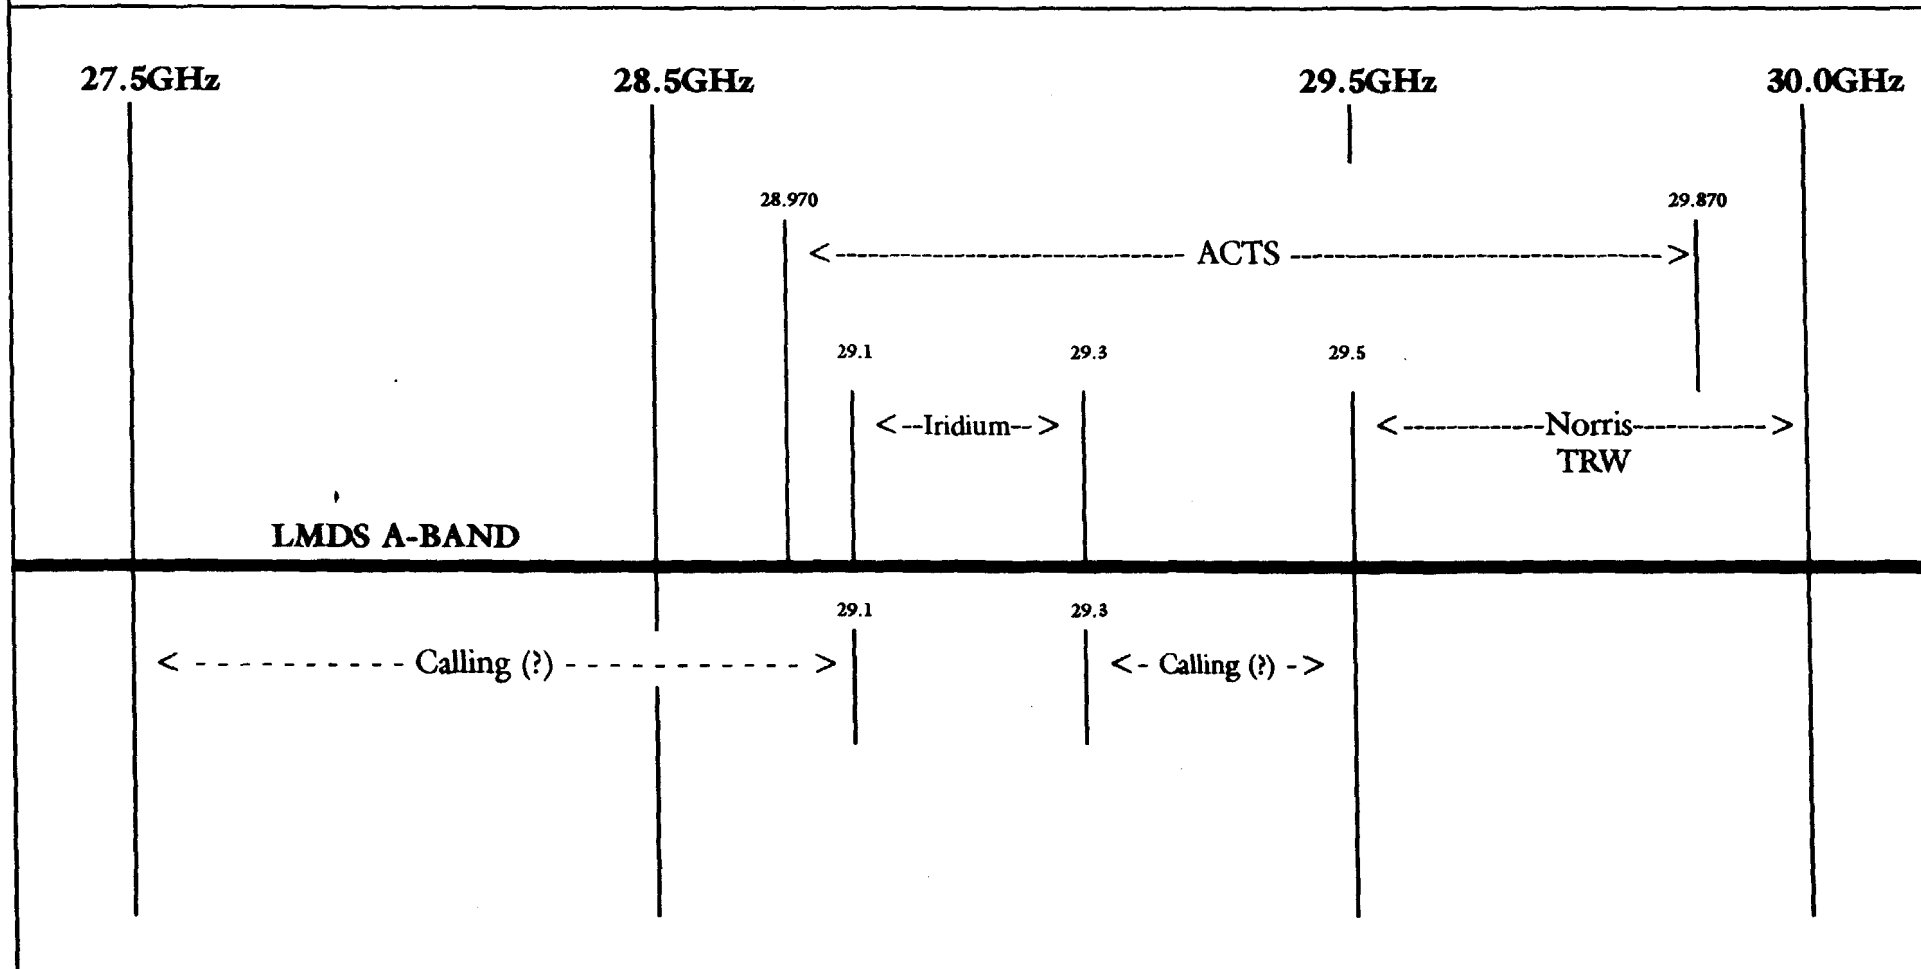 27.5GHz 28.5GHz 29.5GHz 30.0GHz
28.970 29.870
<------------------------------ ACTS -------------------------------->
29.1 29.3 29.5
<--Iridium--> <-------------Norris------------>
TRW
LMDS A-BAND
29.1 29.3
< - - - - - - - - - - Calling (?) - - - - - - - - - - > <- Calling (?) ->